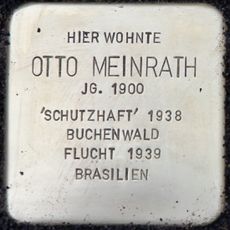 HIER WOHNTE
OTTO MEINRATH
JG. 1900
'SCHUTZHAFT' 1938
BUCHENWALD
FLUCHT 1939
BRASILIEN